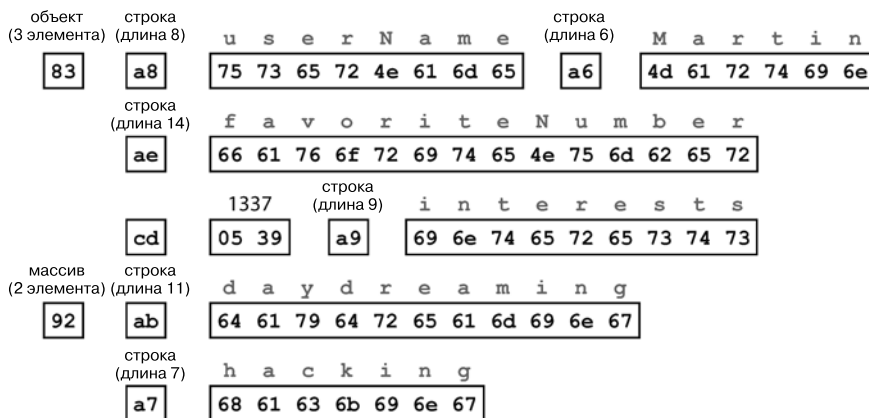 объект строка строка
(3 элемента) (длина 8) u s e r N a m e (длина 6) M a r t i n
83 a8 75 73 65 72 4e 61 6d 65 a6 4d 61 72 74 69 6e
строка
(длина 14) f a v o r i t e N u m b e r
ae 66 61 76 6f 72 69 74 65 4e 75 6d 62 65 72
строка
1337 (длина 9) i n t e r e s t s
cd 05 39 a9 69 6e 74 65 72 65 73 74 73
массив строка
(2 элемента) (длина 11) d a y d r e a m i n g
92 ab 64 61 79 64 72 65 61 6d 69 6e 67
строка
(длина 7) h a c k i n g
a7 68 61 63 6b 69 6e 67